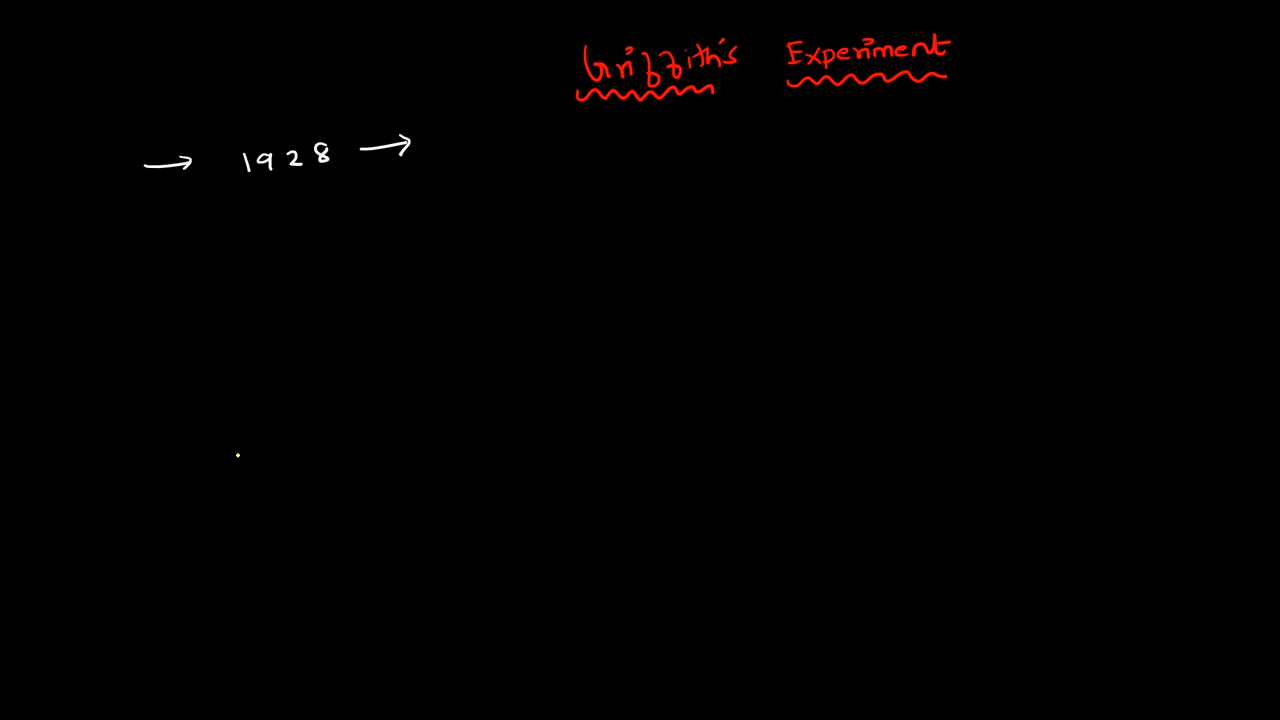 Griffith's Experiment
→ 1928 →